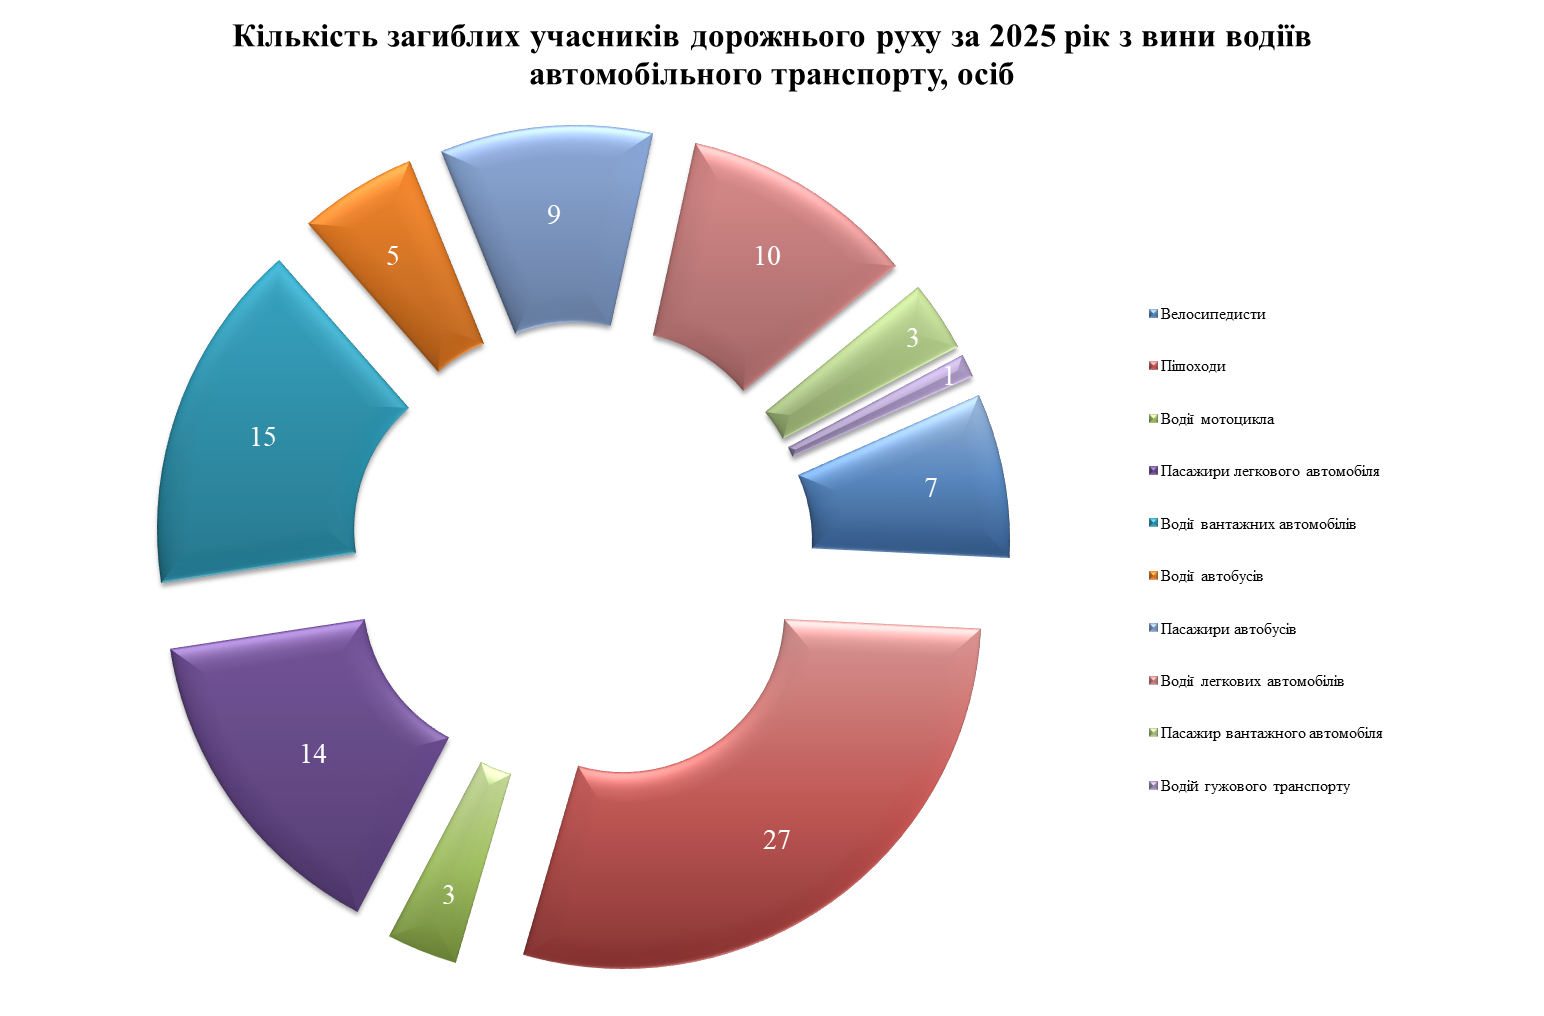 Кількість загиблих учасників дорожнього руху за 2025 рік з вини водіїв
автомобільного транспорту, осіб
9
10
5
3
1
15
7
14
27
3
Велосипедисти
Пішоходи
Водії мотоцикла
Пасажири легкового автомобіля
Водії вантажних автомобілів
Водії автобусів
Пасажири автобусів
Водії легкових автомобілів
Пасажир вантажного автомобіля
Водій гужового транспорту